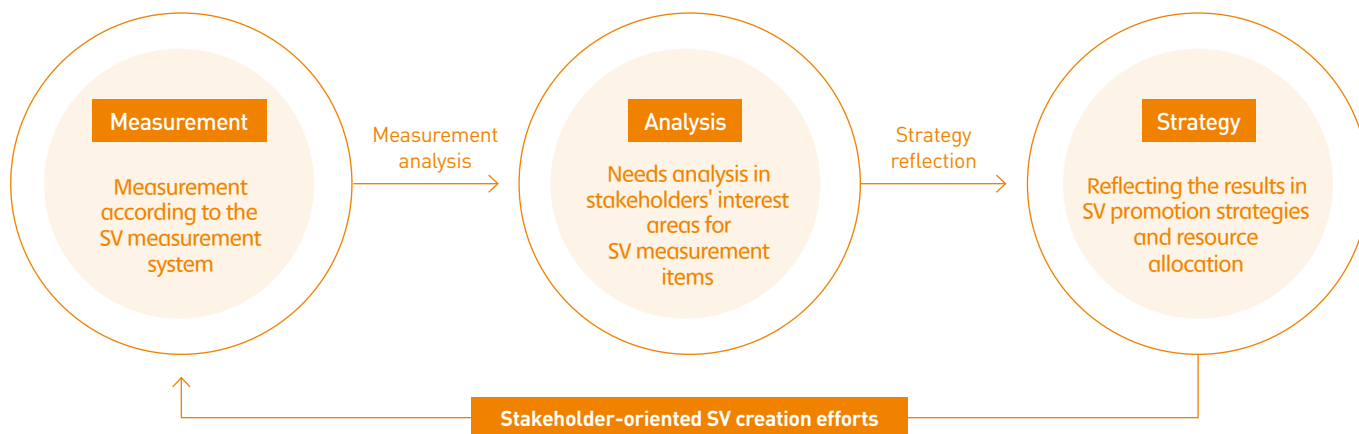 Measurement
Measurement
according to the
SV measurement
system
Measurement
analysis
Analysis
Needs analysis in
stakeholders' interest
areas for
SV measurement
items
Strategy
reflection
Strategy
Reflecting the results in
SV promotion strategies
and resource
allocation
Stakeholder-oriented SV creation efforts